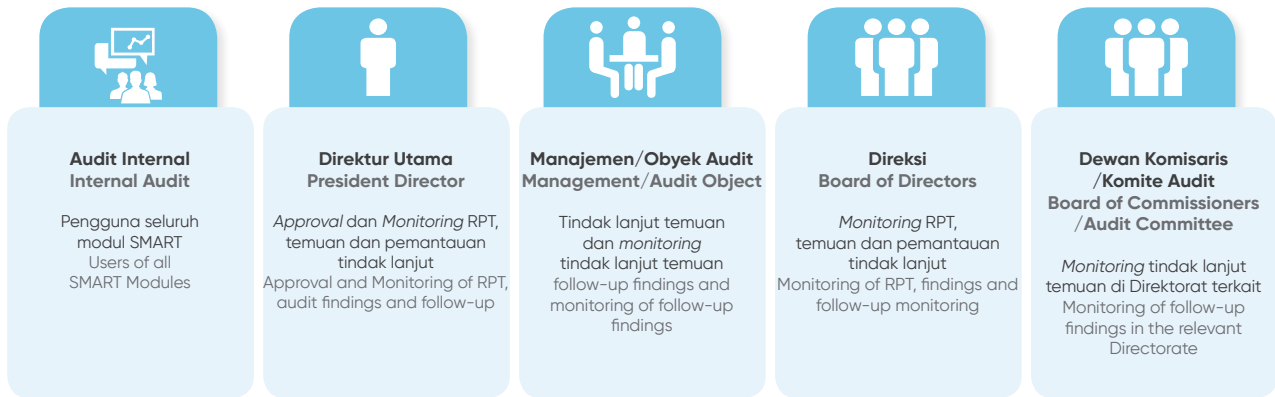 Audit Internal
Internal Audit
Pengguna seluruh
modul SMART
Users of all
SMART Modules
Direktur Utama
President Director
Approval dan Monitoring RPT,
temuan dan pemantauan
tindak lanjut
Approval and Monitoring of RPT,
audit findings and follow-up
Manajemen/Obyek Audit
Management/Audit Object
Tindak lanjut temuan
dan monitoring
tindak lanjut temuan
follow-up findings and
monitoring of follow-up
findings
Direksi
Board of Directors
Monitoring RPT,
temuan dan pemantauan
tindak lanjut
Monitoring of RPT, findings and
follow-up monitoring
Dewan Komisaris
/Komite Audit
Board of Commissioners
/Audit Committee
Monitoring tindak lanjut
temuan di Direktorat terkait
Monitoring of follow-up
findings in the relevant
Directorate